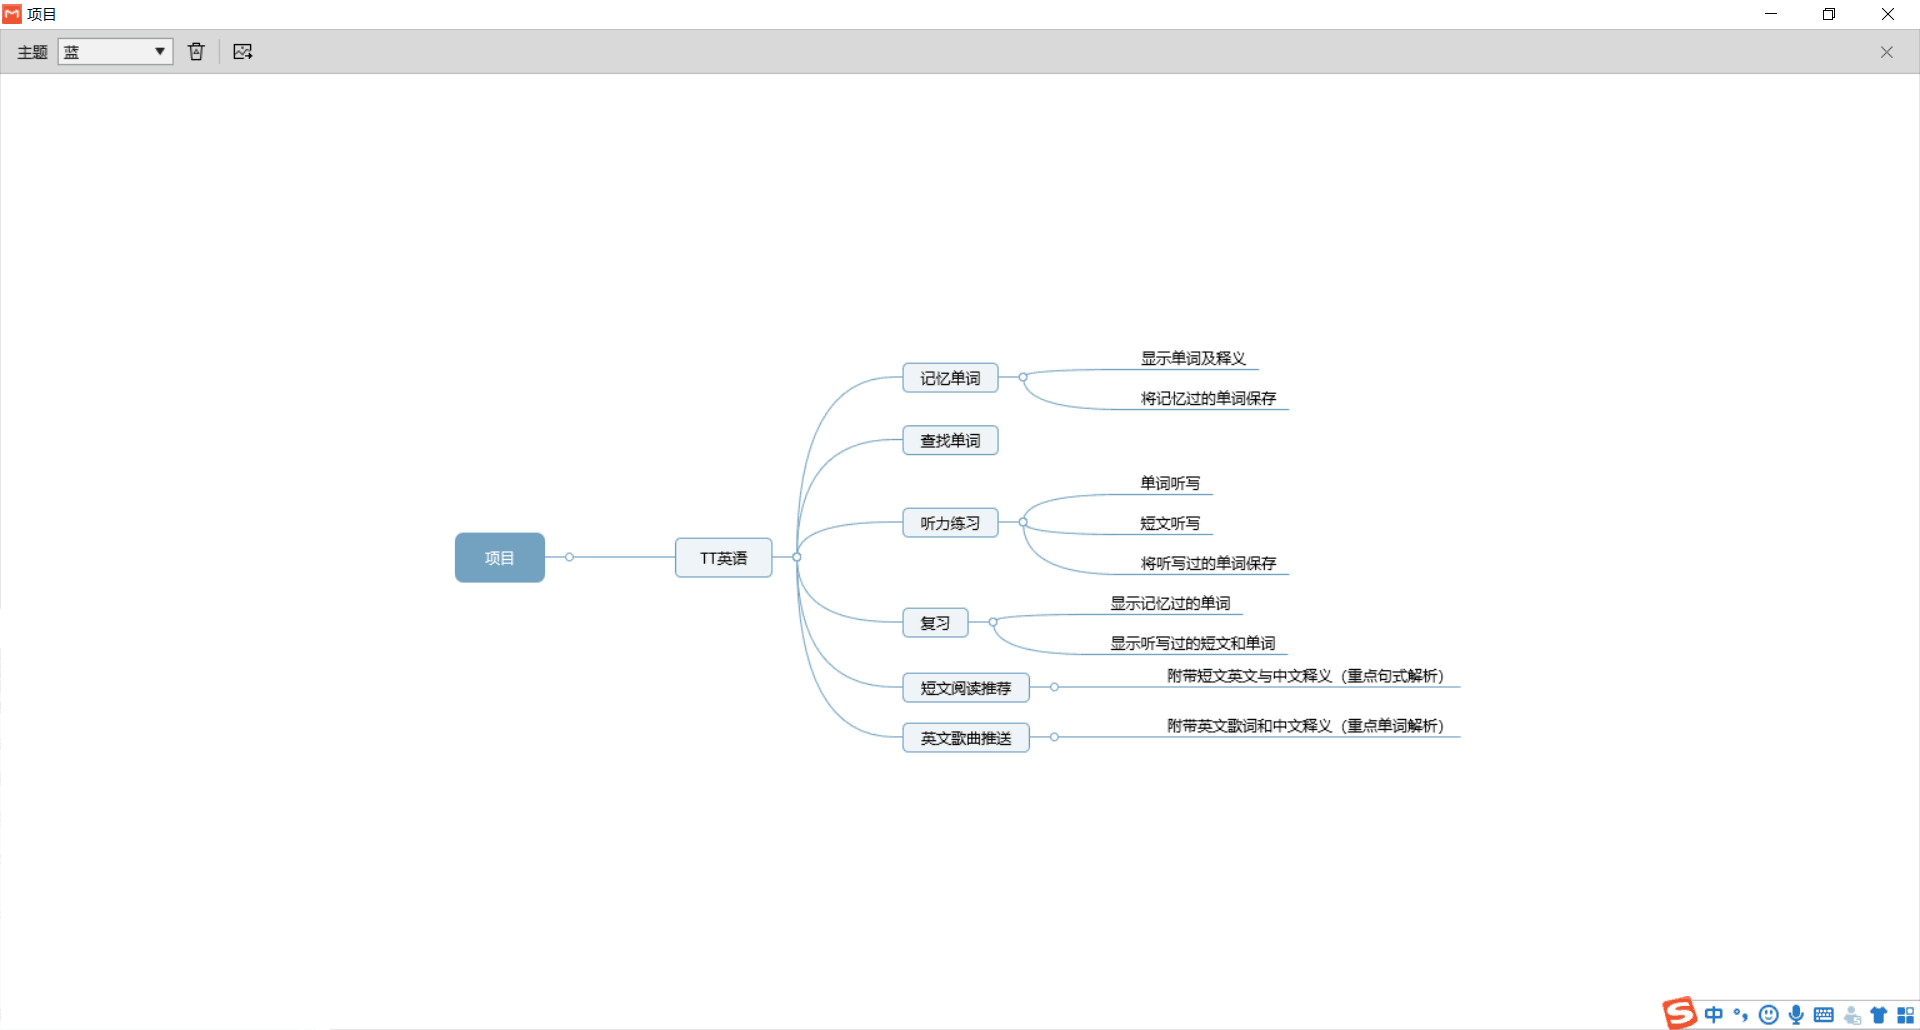 项目
主题 蓝
显示单词及释义
记忆单词
将记忆过的单词保存
查找单词
单词听写
听力练习
短文听写
将听写过的单词保存
项目
TT英语
显示记忆过的单词
复习
显示听写过的短文和单词
附带短文英文与中文释义（重点句式解析）
短文阅读推荐
附带英文歌词和中文释义（重点单词解析）
英文歌曲推送
中